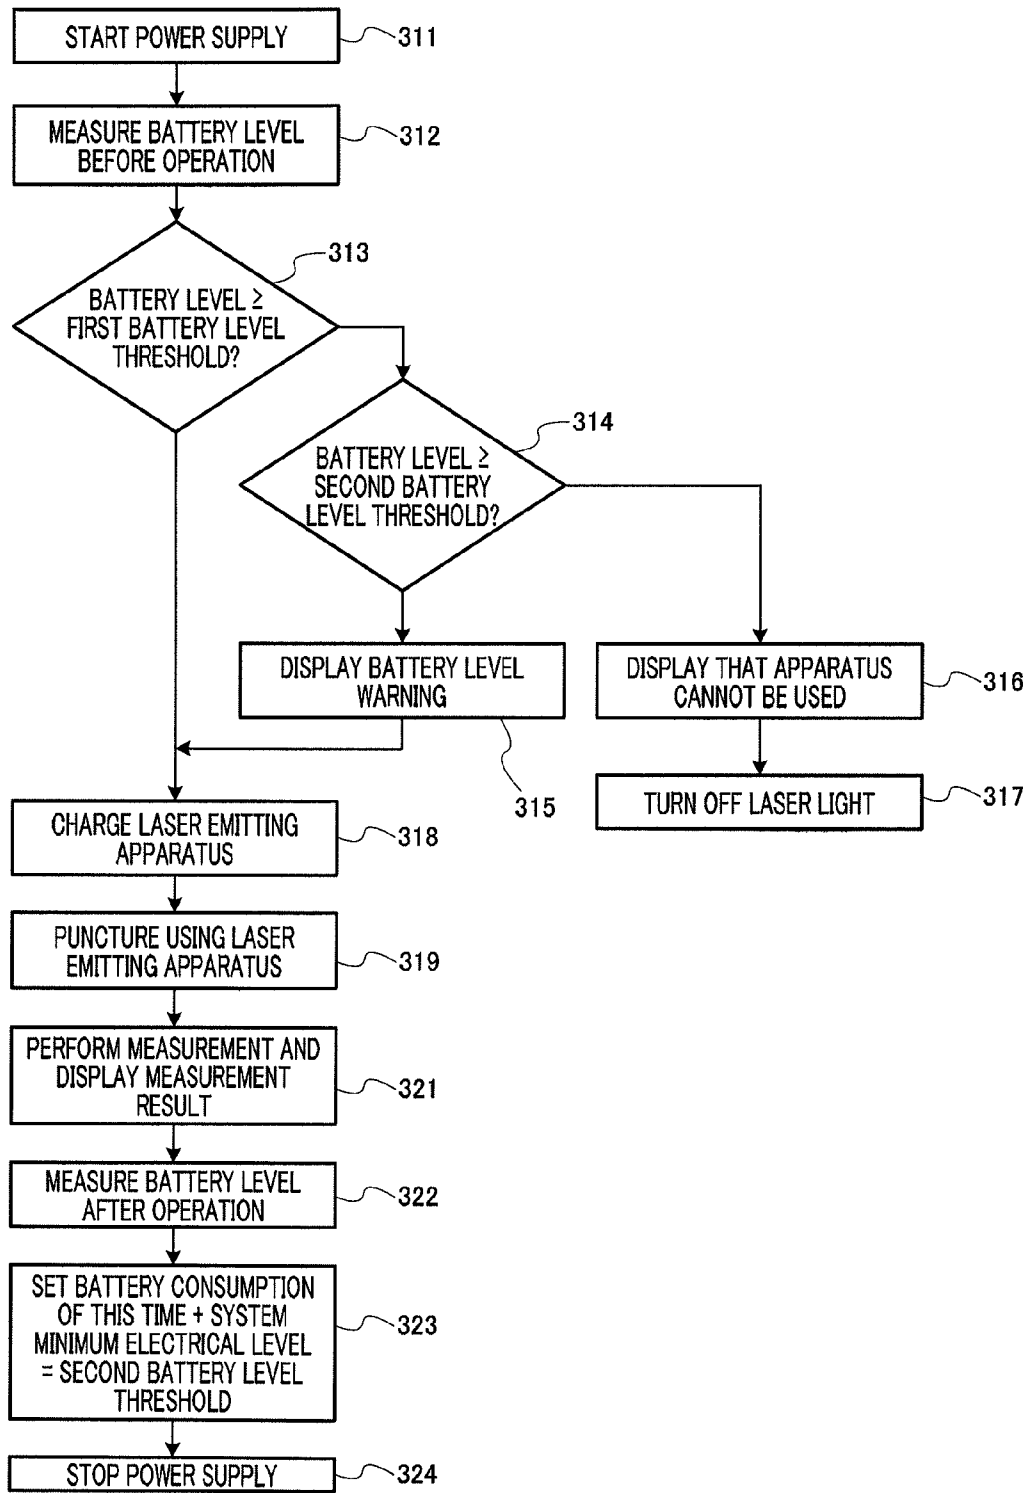 START POWER SUPPLY
311
MEASURE BATTERY LEVEL
BEFORE OPERATION
312
313
BATTERY LEVEL ≥
FIRST BATTERY LEVEL
THRESHOLD?
314
BATTERY LEVEL ≥
SECOND BATTERY
LEVEL THRESHOLD?
DISPLAY BATTERY LEVEL
WARNING
315
DISPLAY THAT APPARATUS
CANNOT BE USED
316
TURN OFF LASER LIGHT
317
CHARGE LASER EMITTING
APPARATUS
318
PUNCTURE USING LASER
EMITTING APPARATUS
319
PERFORM MEASUREMENT AND
DISPLAY MEASUREMENT
RESULT
321
MEASURE BATTERY LEVEL
AFTER OPERATION
322
SET BATTERY CONSUMPTION
OF THIS TIME + SYSTEM
MINIMUM ELECTRICAL LEVEL
= SECOND BATTERY LEVEL
THRESHOLD
323
STOP POWER SUPPLY
324